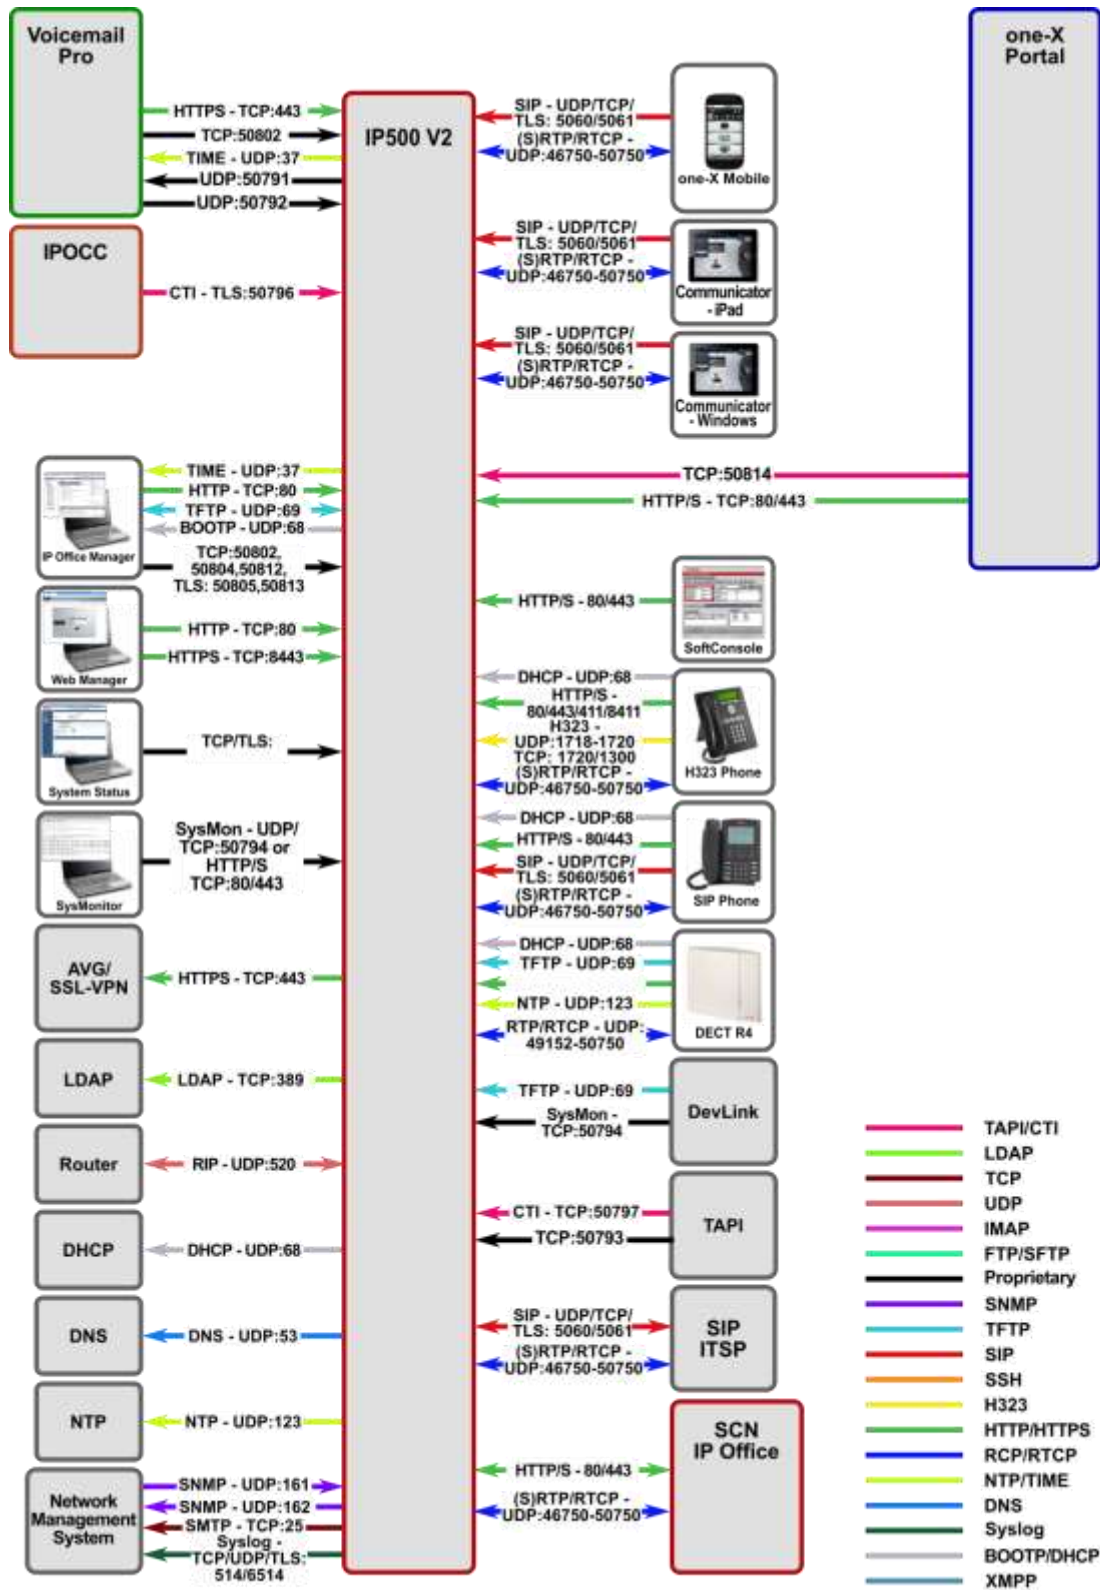 Voicemail
Pro
HTTPS - TCP:443
TCP:50802
TIME - UDP:37
UDP:50791
UDP:50792
IPOCC
CTI - TLS:50796
IP500 V2
SIP - UDP/TCP/
TLS: 5060/5061
(S)RTP/RTCP -
UDP:46750-50750
one-X Mobile
SIP - UDP/TCP/
TLS: 5060/5061
(S)RTP/RTCP -
UDP:46750-50750
Communicator
- iPad
SIP - UDP/TCP/
TLS: 5060/5061
(S)RTP/RTCP -
UDP:46750-50750
Communicator
- Windows
one-X
Portal
TCP:50814
HTTP/S - TCP:80/443
TIME - UDP:37
HTTP - TCP:80
TFTP - UDP:69
BOOTP - UDP:68
TCP:50802,
50804,50812,
TLS: 50805,50813
IP Office Manager
HTTP - TCP:80
HTTPS - TCP:8443
Web Manager
TCP/TLS:
System Status
SysMon - UDP/
TCP:50794 or
HTTP/S
TCP:80/443
SysMonitor
AVG/
SSL-VPN
HTTPS - TCP:443
LDAP
LDAP - TCP:389
Router
RIP - UDP:520
DHCP
DHCP - UDP:68
DNS
DNS - UDP:53
NTP
NTP - UDP:123
Network
Management
System
SNMP - UDP:161
SNMP - UDP:162
SMTP - TCP:25
Syslog -
TCP/UDP/TLS:
514/6514
HTTP/S - 80/443
SoftConsole
DHCP - UDP:68
HTTP/S -
80/443/411/8411
H323 -
UDP:1718-1720
TCP: 1720/1300
(S)RTP/RTCP -
UDP:46750-50750
H323 Phone
DHCP - UDP:68
HTTP/S - 80/443
SIP - UDP/TCP/
TLS: 5060/5061
(S)RTP/RTCP -
UDP:46750-50750
SIP Phone
DHCP - UDP:68
TFTP - UDP:69
NTP - UDP:123
RTP/RTCP - UDP:
49152-50750
DECT R4
TFTP - UDP:69
SysMon -
TCP:50794
DevLink
CTI - TCP:50797
TCP:50793
TAPI
SIP - UDP/TCP/
TLS: 5060/5061
(S)RTP/RTCP -
UDP:46750-50750
SIP
ITSP
SCN
IP Office
HTTP/S - 80/443
(S)RTP/RTCP -
UDP:46750-50750
TAPI/CTI
LDAP
TCP
UDP
IMAP
FTP/SFTP
Proprietary
SNMP
TFTP
SIP
SSH
H323
HTTP/HTTPS
RCP/RTCP
NTP/TIME
DNS
Syslog
BOOTP/DHCP
XMPP